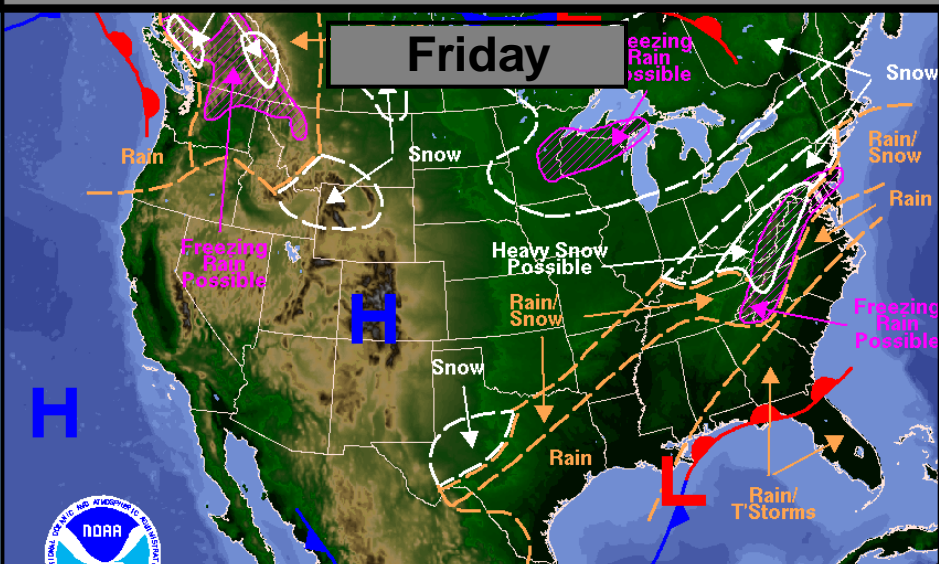 Friday
Freezing
Rain
Possible
Snow
Rain/
Snow
Rain
Rain
Snow
Freezing
Rain
Possible
Heavy Snow
Possible
Rain/
Snow
H
Freezing
Rain
Possible
Snow
H
Rain
L
Rain/
T'Storms
NOAA